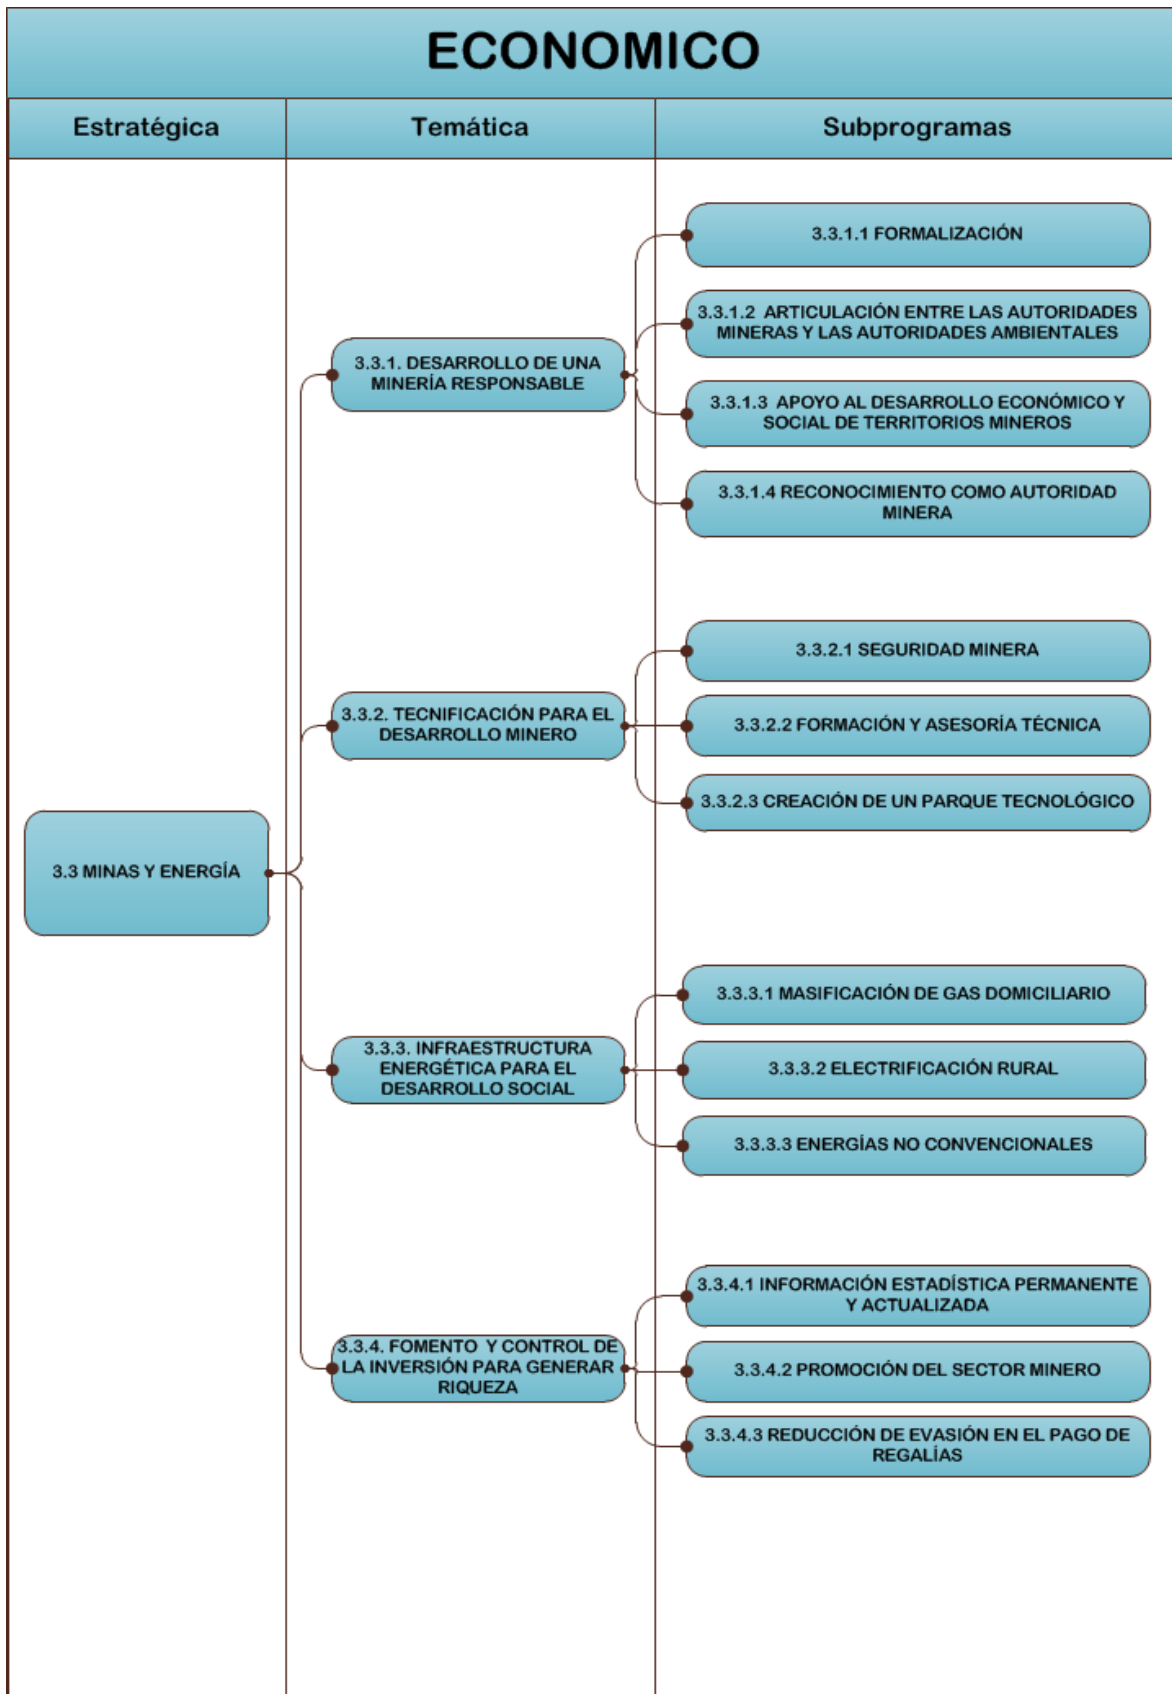 ECONOMICO
Estratégica
Temática
Subprogramas
3.3 MINAS Y ENERGÍA
3.3.1. DESARROLLO DE UNA
MINERÍA RESPONSABLE
3.3.1.1 FORMALIZACIÓN
3.3.1.2 ARTICULACIÓN ENTRE LAS AUTORIDADES
MINERAS Y LAS AUTORIDADES AMBIENTALES
3.3.1.3 APOYO AL DESARROLLO ECONÓMICO Y
SOCIAL DE TERRITORIOS MINEROS
3.3.1.4 RECONOCIMIENTO COMO AUTORIDAD
MINERA
3.3.2. TECNIFICACIÓN PARA EL
DESARROLLO MINERO
3.3.2.1 SEGURIDAD MINERA
3.3.2.2 FORMACIÓN Y ASESORÍA TÉCNICA
3.3.2.3 CREACIÓN DE UN PARQUE TECNOLÓGICO
3.3.3. INFRAESTRUCTURA
ENERGÉTICA PARA EL
DESARROLLO SOCIAL
3.3.3.1 MASIFICACIÓN DE GAS DOMICILIARIO
3.3.3.2 ELECTRIFICACIÓN RURAL
3.3.3.3 ENERGÍAS NO CONVENCIONALES
3.3.4. FOMENTO Y CONTROL DE
LA INVERSIÓN PARA GENERAR
RIQUEZA
3.3.4.1 INFORMACIÓN ESTADÍSTICA PERMANENTE
Y ACTUALIZADA
3.3.4.2 PROMOCIÓN DEL SECTOR MINERO
3.3.4.3 REDUCCIÓN DE EVASIÓN EN EL PAGO DE
REGALÍAS